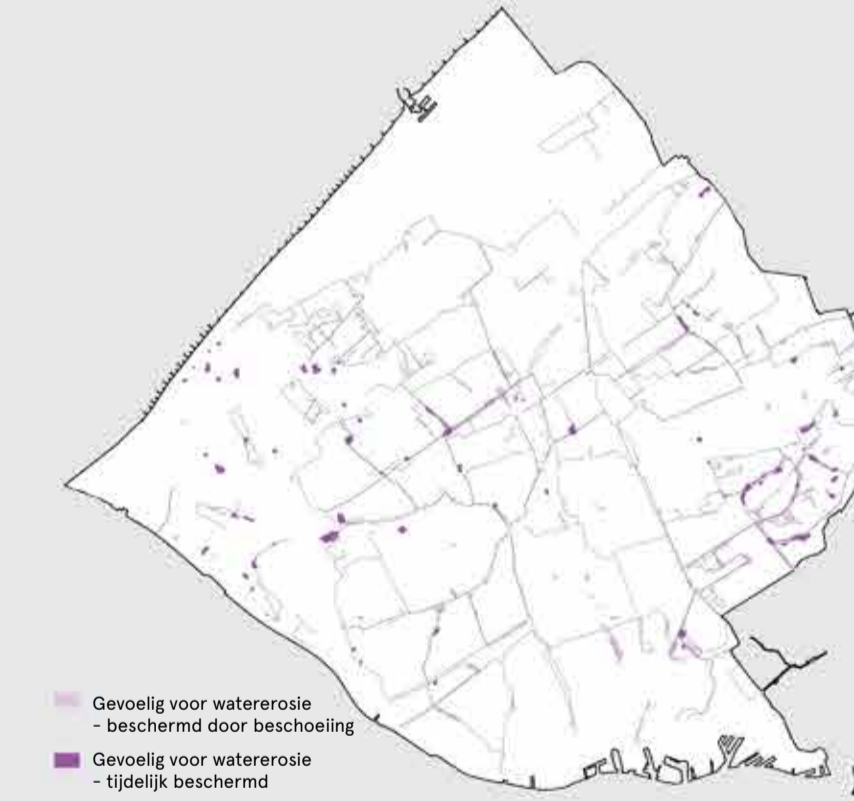 Gevoelig voor watererosie
- beschermd door beschoeiing
Gevoelig voor watererosie
- tijdelijk beschermd